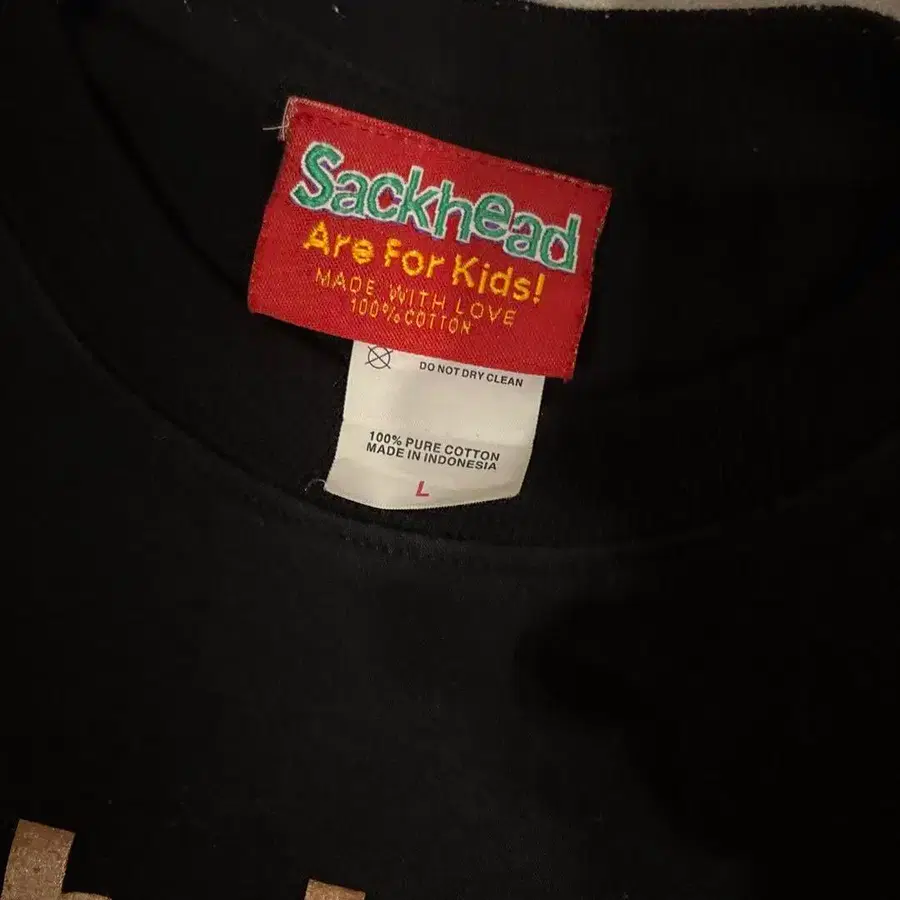 Sackhead
Are For Kids!
MADE WITH LOVE
100% COTTON
DO NOT DRY CLEAN
100% PURE COTTON
MADE IN INDONESIA
L